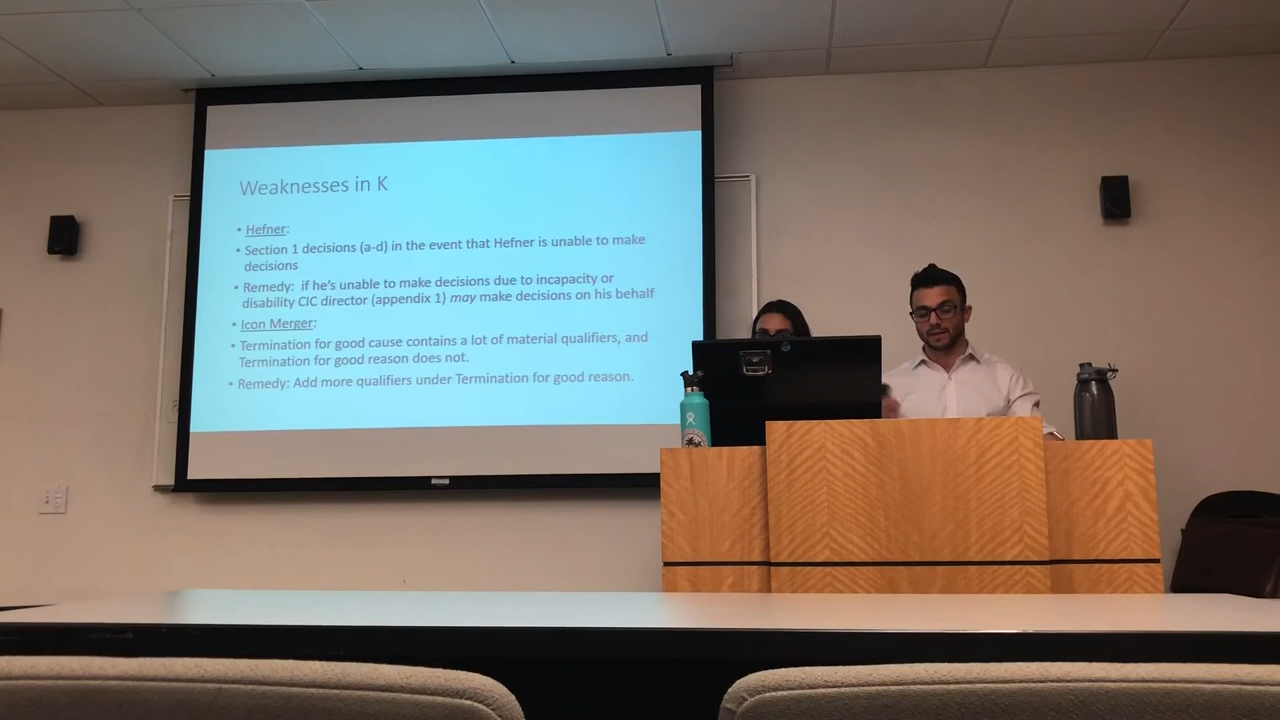 Weaknesses in K
• Hefner:
• Section 1 decisions (a-d) in the event that Hefner is unable to make
decisions
• Remedy: if he's unable to make decisions due to incapacity or
disability CIC director (appendix 1) may make decisions on his behalf
• Icon Merger:
• Termination for good cause contains a lot of material qualifiers, and
Termination for good reason does not.
• Remedy: Add more qualifiers under Termination for good reason.